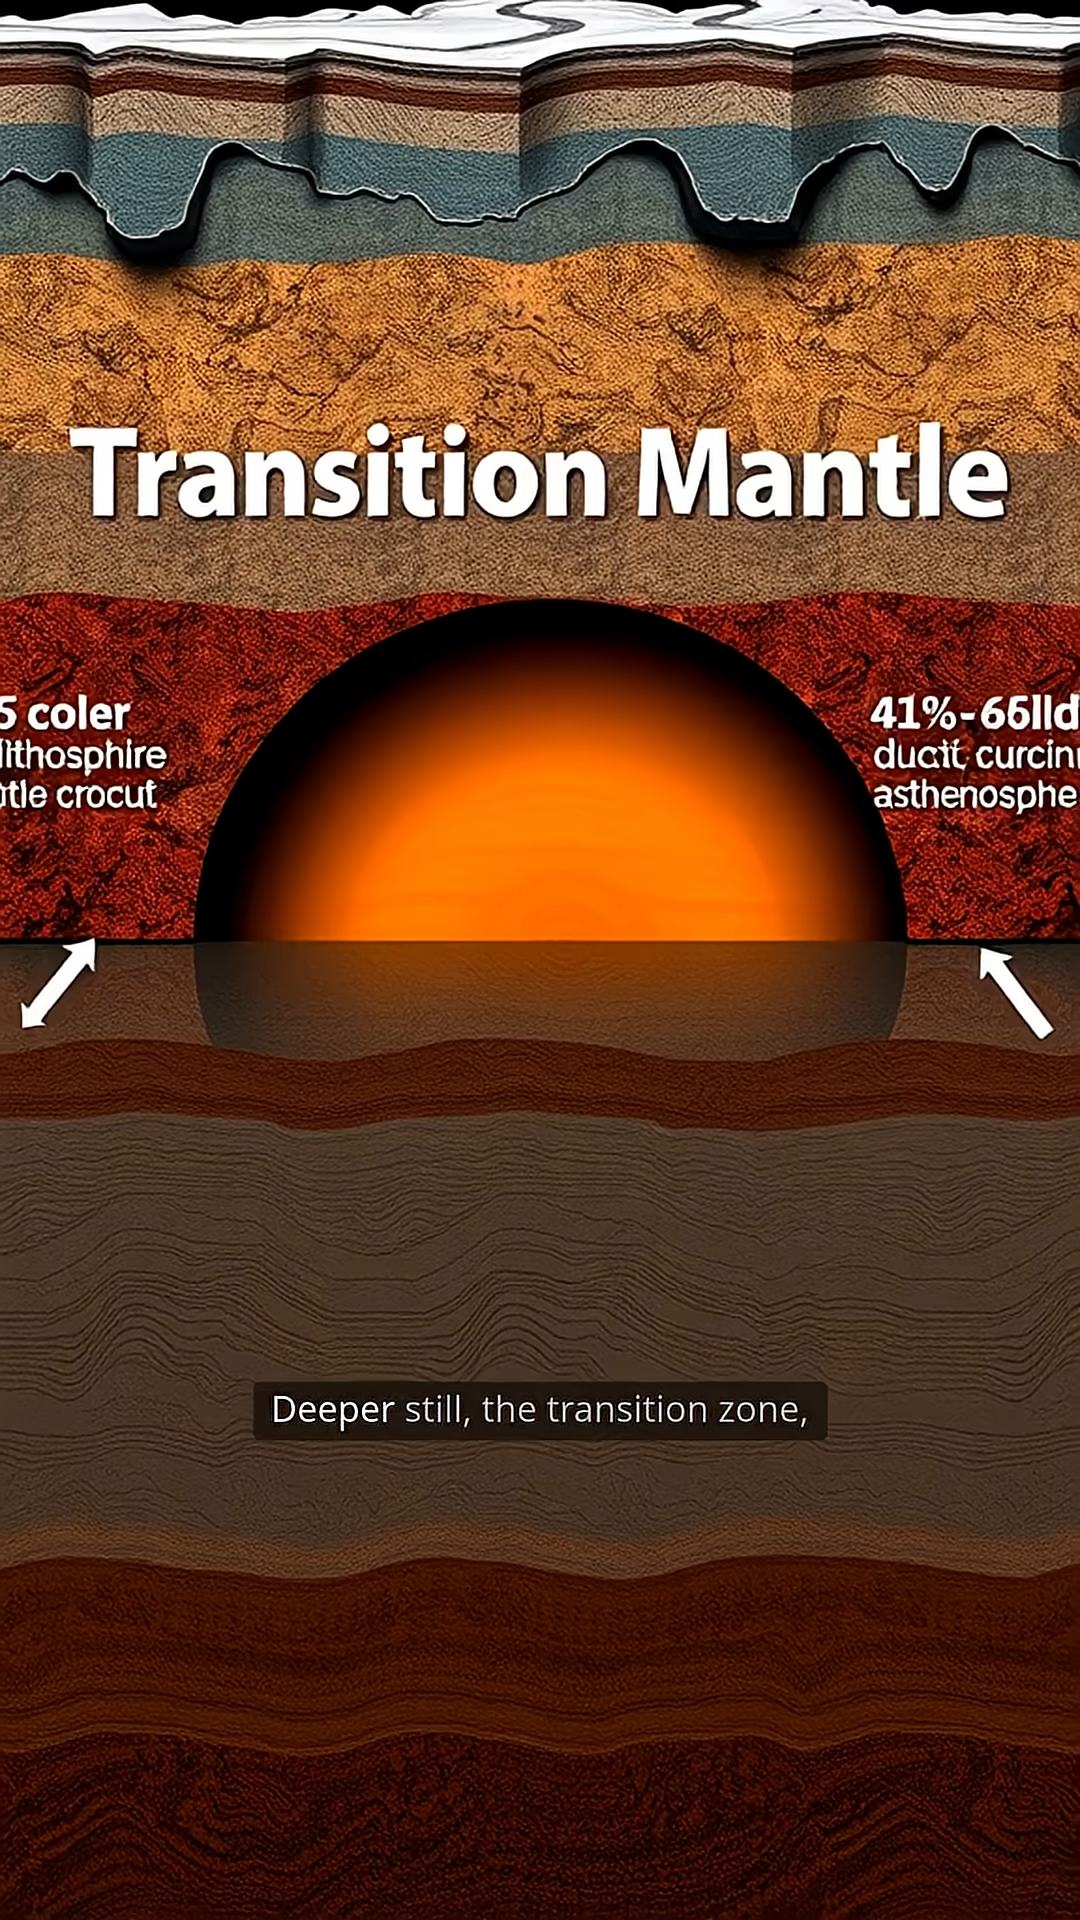 Transition Mantle
5 coler
lithosphire
tle crocut
41%-66lld
ducit, curcin
asthenosphe
Deeper still, the transition zone,